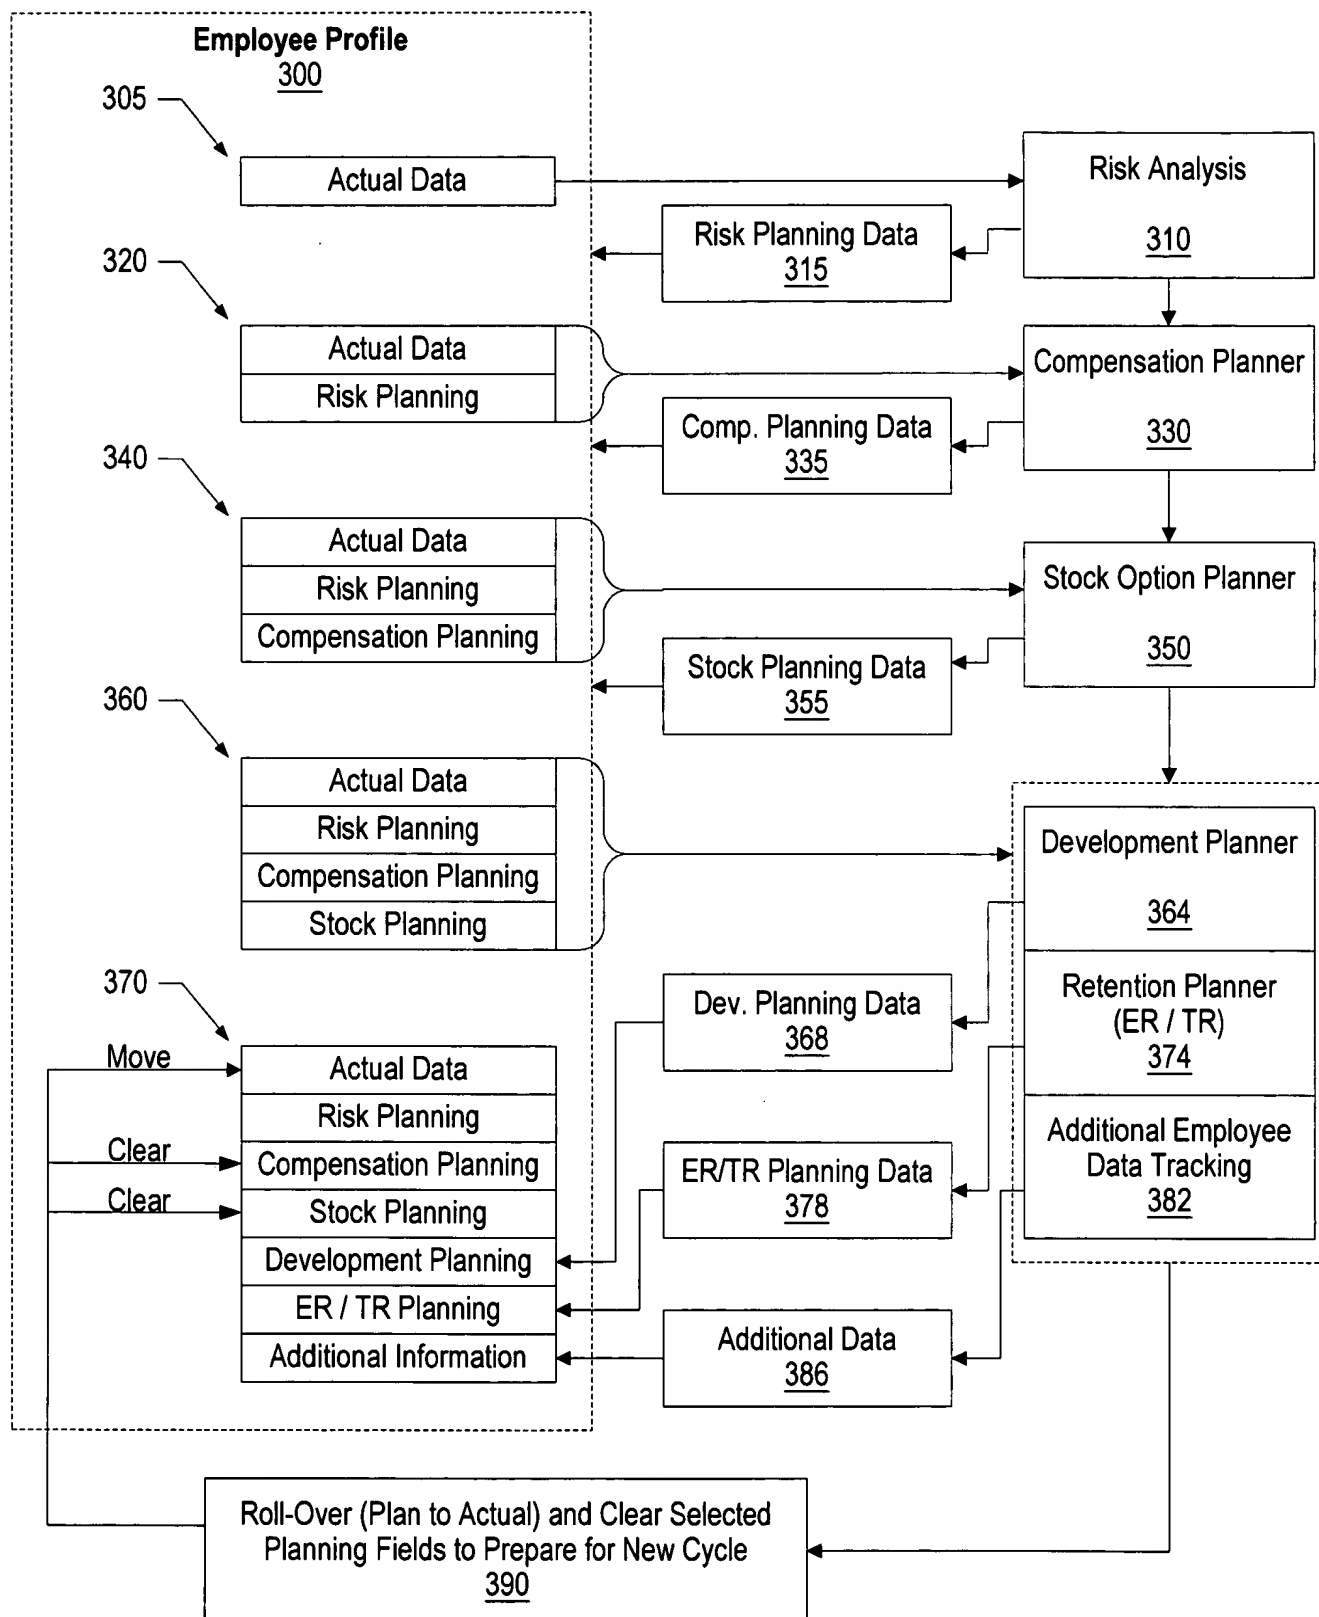 Employee Profile
300
305
Actual Data
Risk Analysis
310
Risk Planning Data
315
320
Actual Data
Risk Planning
Compensation Planner
330
Comp. Planning Data
335
340
Actual Data
Risk Planning
Compensation Planning
Stock Option Planner
350
Stock Planning Data
355
360
Actual Data
Risk Planning
Compensation Planning
Stock Planning
Development Planner
364
Dev. Planning Data
368
Retention Planner
(ER / TR)
374
370
Move
Actual Data
Risk Planning
Clear
Compensation Planning
Clear
Stock Planning
Development Planning
ER / TR Planning
Additional Information
ER/TR Planning Data
378
Additional Employee
Data Tracking
382
Additional Data
386
Roll-Over (Plan to Actual) and Clear Selected
Planning Fields to Prepare for New Cycle
390